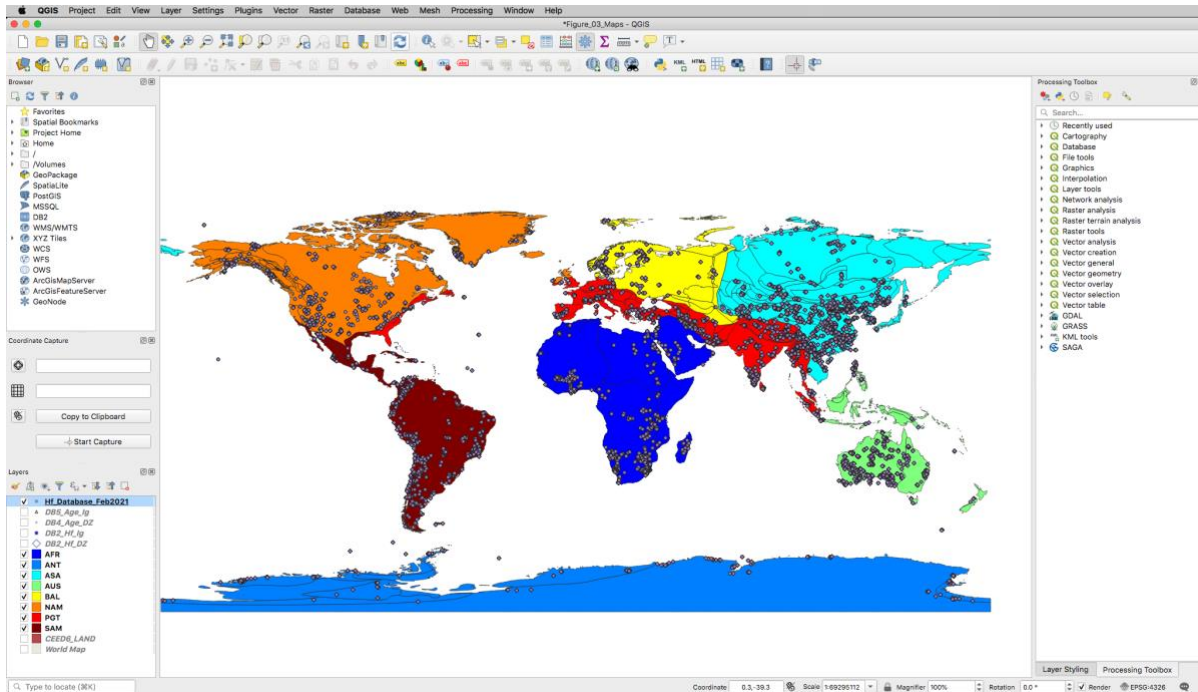 QGIS Project Edit View Layer Settings Plugins Vector Raster Database Web Mesh Processing Window Help
*Figure_03_Maps - QGIS
Browser
Favorites
Spatial Bookmarks
Project Home
Home
/
/Volumes
GeoPackage
SpatiaLite
PostGIS
MSSQL
DB2
WMS/WMTS
XYZ Tiles
WCS
WFS
OWS
ArcGisMapServer
ArcGisFeatureServer
GeoNode
Coordinate Capture
Copy to Clipboard
Start Capture
Layers
Hf_Database_Feb2021
DB5_Age_Ig
DB4_Age_DZ
DB2_Hf_Ig
DB2_Hf_DZ
AFR
ANT
ASA
AUS
BAL
NAM
PGT
SAM
CEED6_LAND
World Map
Processing Toolbox
Search...
Recently used
Cartography
Database
File tools
Graphics
Interpolation
Layer tools
Network analysis
Raster analysis
Raster terrain analysis
Raster tools
Vector analysis
Vector creation
Vector general
Vector geometry
Vector overlay
Vector selection
Vector table
GDAL
GRASS
KML tools
SAGA
Layer Styling Processing Toolbox
Type to locate (⌘K) Coordinate 0.3,-39.3 Scale 1:69295112 Magnifier 100% Rotation 0.0 ° Render EPSG:4326